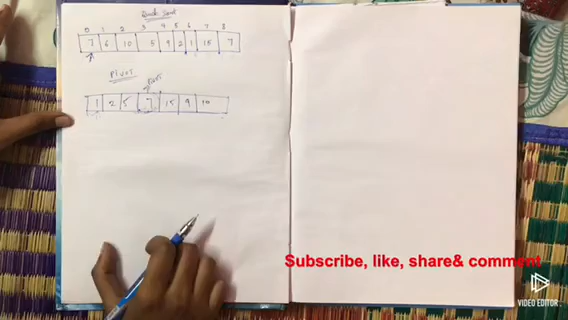 Quick Sort
0 1 2 3 4 5 6 7 8
7 6 10 5 9 2 1 15 7
Pivot
1 2 5 7 15 9 10
Subscribe, like, share& comment
VIDEO EDITOR